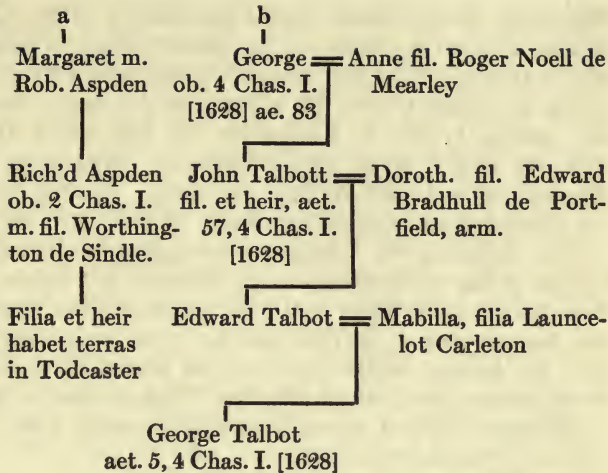 a
Margaret m.
Rob. Aspden
Rich'd Aspden
ob. 2 Chas. I.
m. fil. Worthing-
ton de Sindle.
Filia et heir
habet terras
in Todcaster
b
George
ob. 4 Chas. I.
[1628] ae. 83
Anne fil. Roger Noell de
Mearley
John Talbott
fil. et heir, aet.
57, 4 Chas. I.
[1628]
Doroth. fil. Edward
Bradhull de Port-
field, arm.
Edward Talbot
Mabilla, filia Launce-
lot Carleton
George Talbot
aet. 5, 4 Chas. I. [1628]